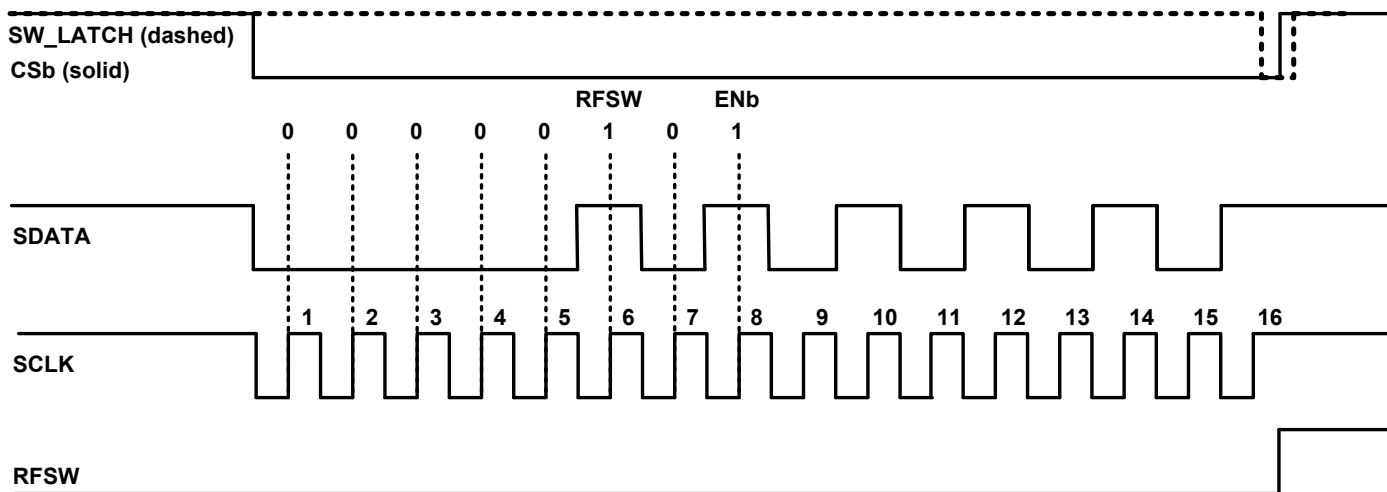 SW_LATCH (dashed)
CSb (solid)
RFSW ENb
0 0 0 0 0 1 0 1
SDATA
1 2 3 4 5 6 7 8 9 10 11 12 13 14 15 16
SCLK
RFSW